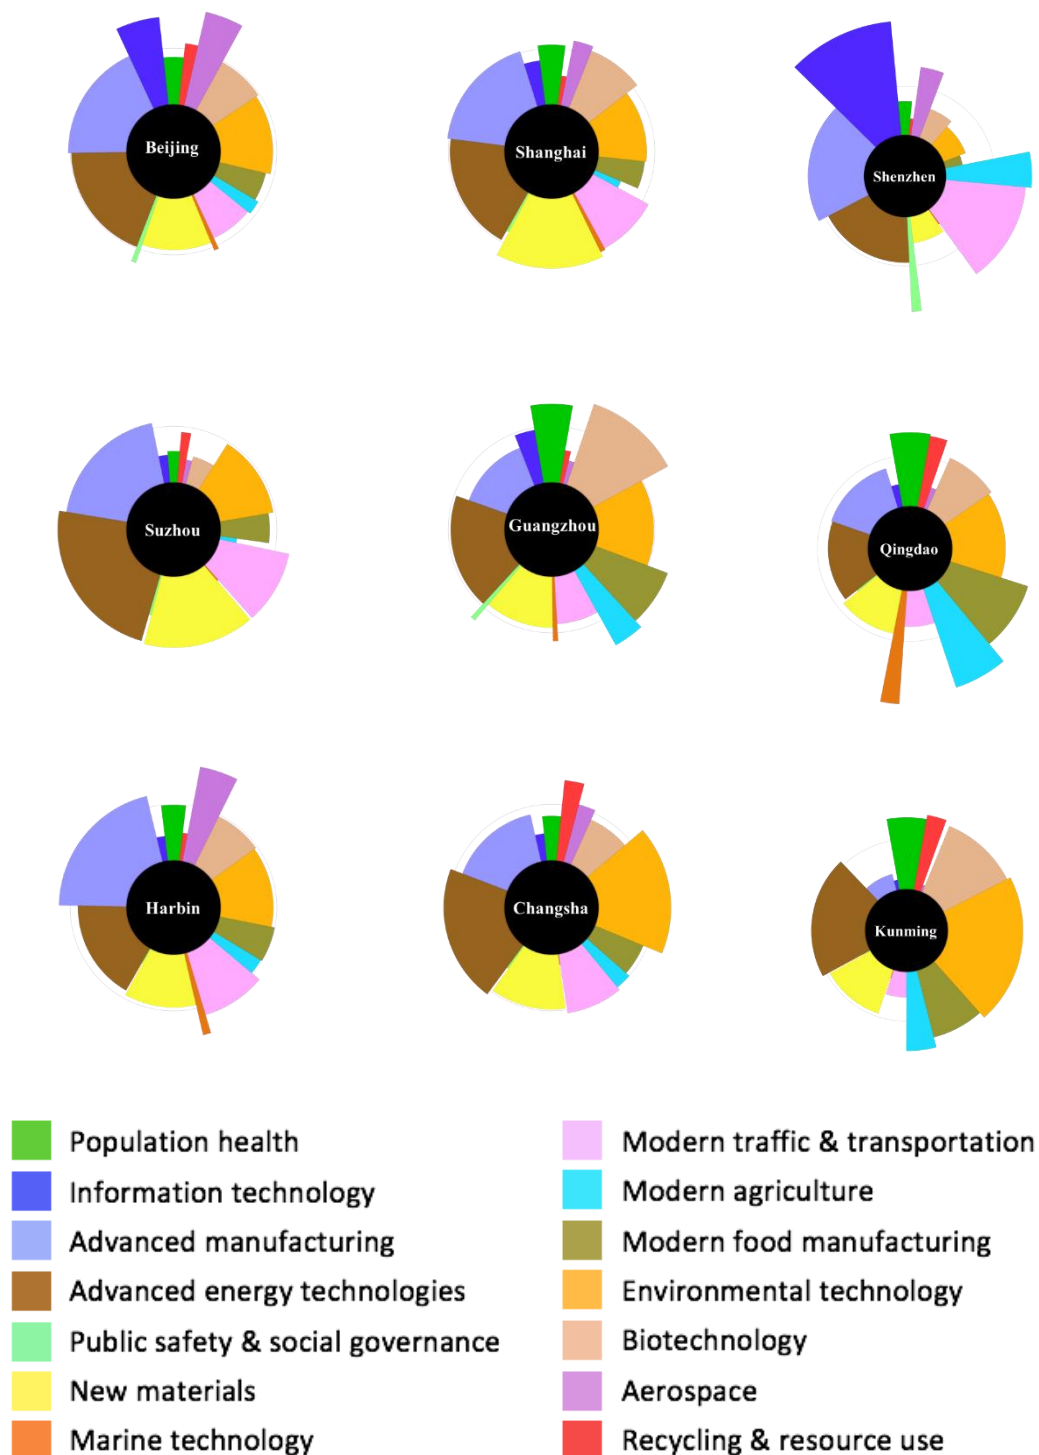 Beijing
Shanghai
Shenzhen
Suzhou
Guangzhou
Qingdao
Harbin
Changsha
Kunming
Population health
Information technology
Advanced manufacturing
Advanced energy technologies
Public safety & social governance
New materials
Marine technology
Modern traffic & transportation
Modern agriculture
Modern food manufacturing
Environmental technology
Biotechnology
Aerospace
Recycling & resource use